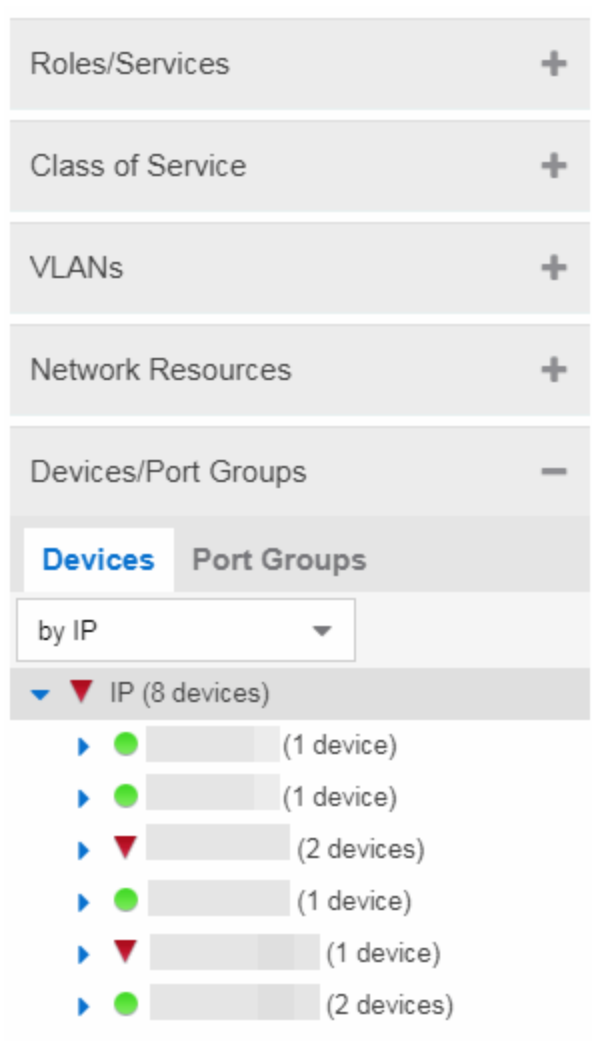 Roles/Services
Class of Service
VLANs
Network Resources
Devices/Port Groups
Devices Port Groups
by IP
IP (8 devices)
(1 device)
(1 device)
(2 devices)
(1 device)
(1 device)
(2 devices)